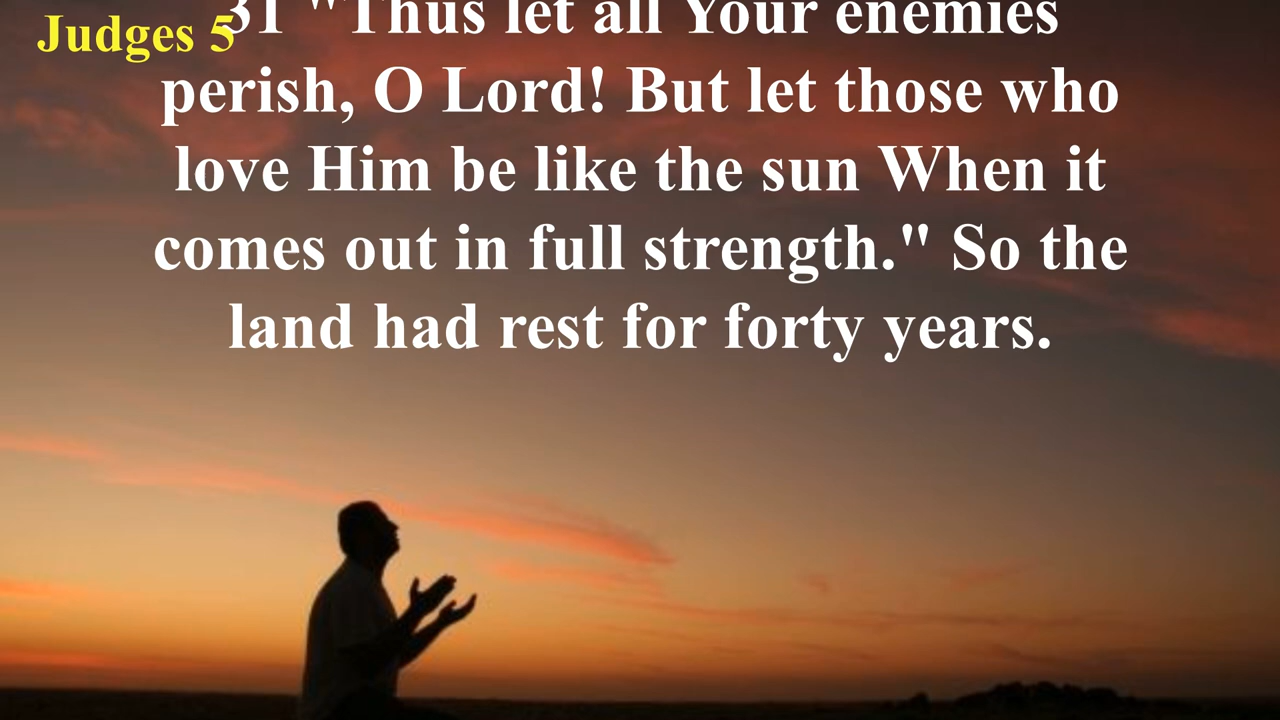 Judges 5
31 "Thus let all Your enemies
perish, O Lord! But let those who
love Him be like the sun When it
comes out in full strength." So the
land had rest for forty years.